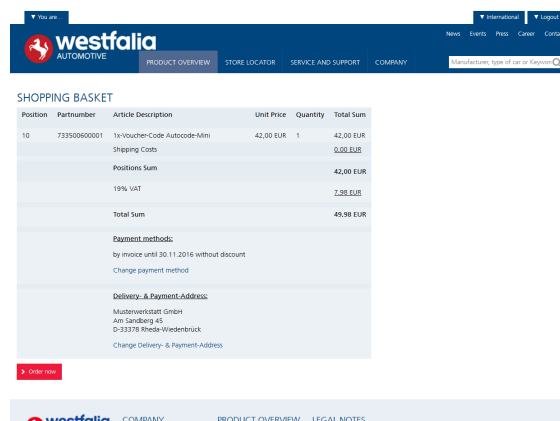 ▼ You are...
▼ International
▼ Logout
News Events Press Career Conta
westfalia
AUTOMOTIVE
PRODUCT OVERVIEW STORE LOCATOR SERVICE AND SUPPORT COMPANY
Manufacturer, type of car or Keywor
SHOPPING BASKET
Position Partnumber Article Description Unit Price Quantity Total Sum
10 733500600001 1x-Voucher-Code Autocode-Mini 42,00 EUR 1 42,00 EUR
Shipping Costs 0.00 EUR
Positions Sum 42,00 EUR
19% VAT 7.98 EUR
Total Sum 49.98 EUR
Payment methods:
by invoice until 30.11.2016 without discount
Change payment method
Delivery- & Payment-Address:
Musterwerkstatt GmbH
Am Sandberg 45
D-33378 Rheda-Wiedenbrück
Change Delivery- & Payment-Address
Order now
westfalia COMPANY PRODUCT OVERVIEW LEGAL NOTES